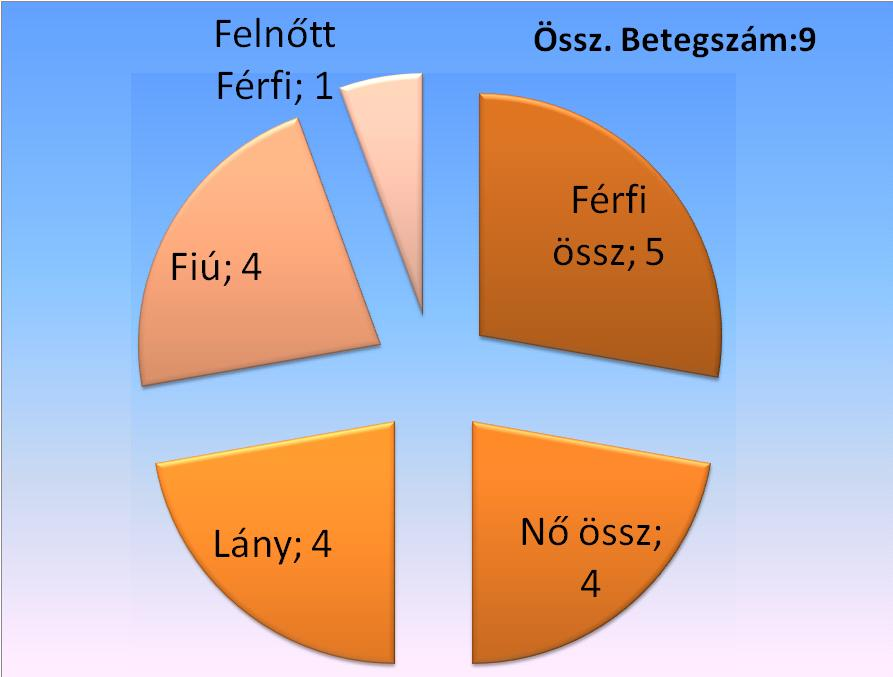 Felnőtt
Férfi; 1
Össz. Betegszám:9
Férfi
össz; 5
Fiú; 4
Lány; 4
Nő össz;
4